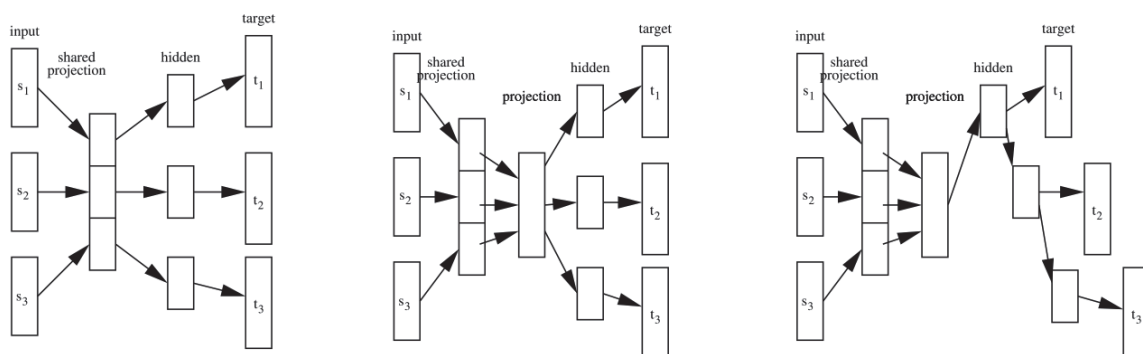 target
input
shared
projection
hidden
s1
t1
s2
t2
s3
t3
target
input
shared
projection
hidden
projection
s1
t1
s2
t2
s3
t3
target
input
shared
projection
hidden
projection
s1
t1
s2
t2
s3
t3